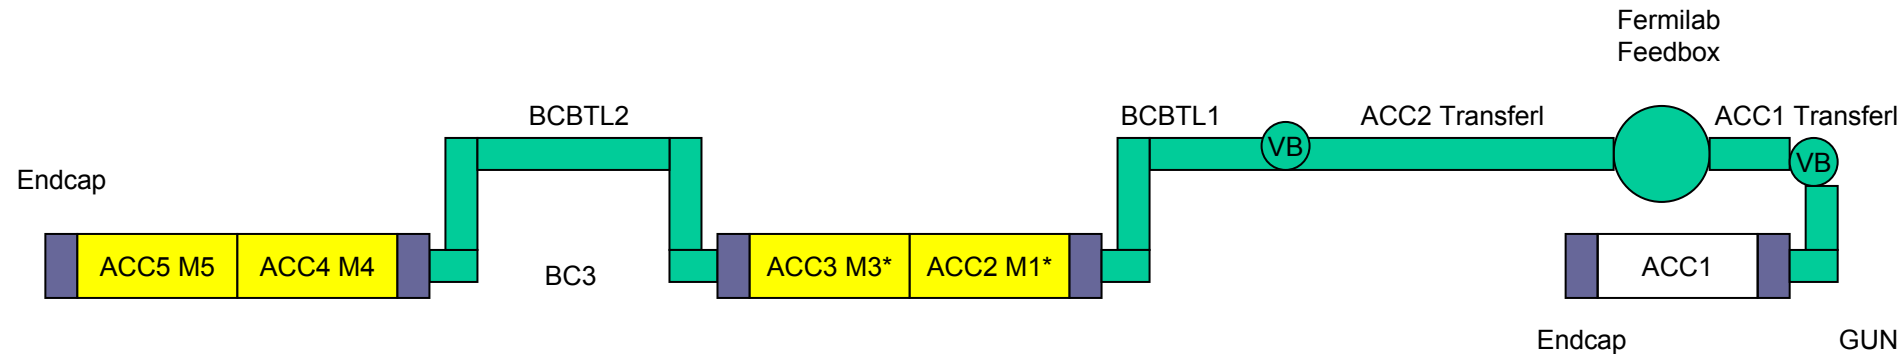 Fermilab
Feedbox
BCBTL2
BCBTL1
ACC2 Transferl
ACC1 Transferl
VB
VB
Endcap
ACC5 M5
ACC4 M4
BC3
ACC3 M3*
ACC2 M1*
ACC1
Endcap
GUN